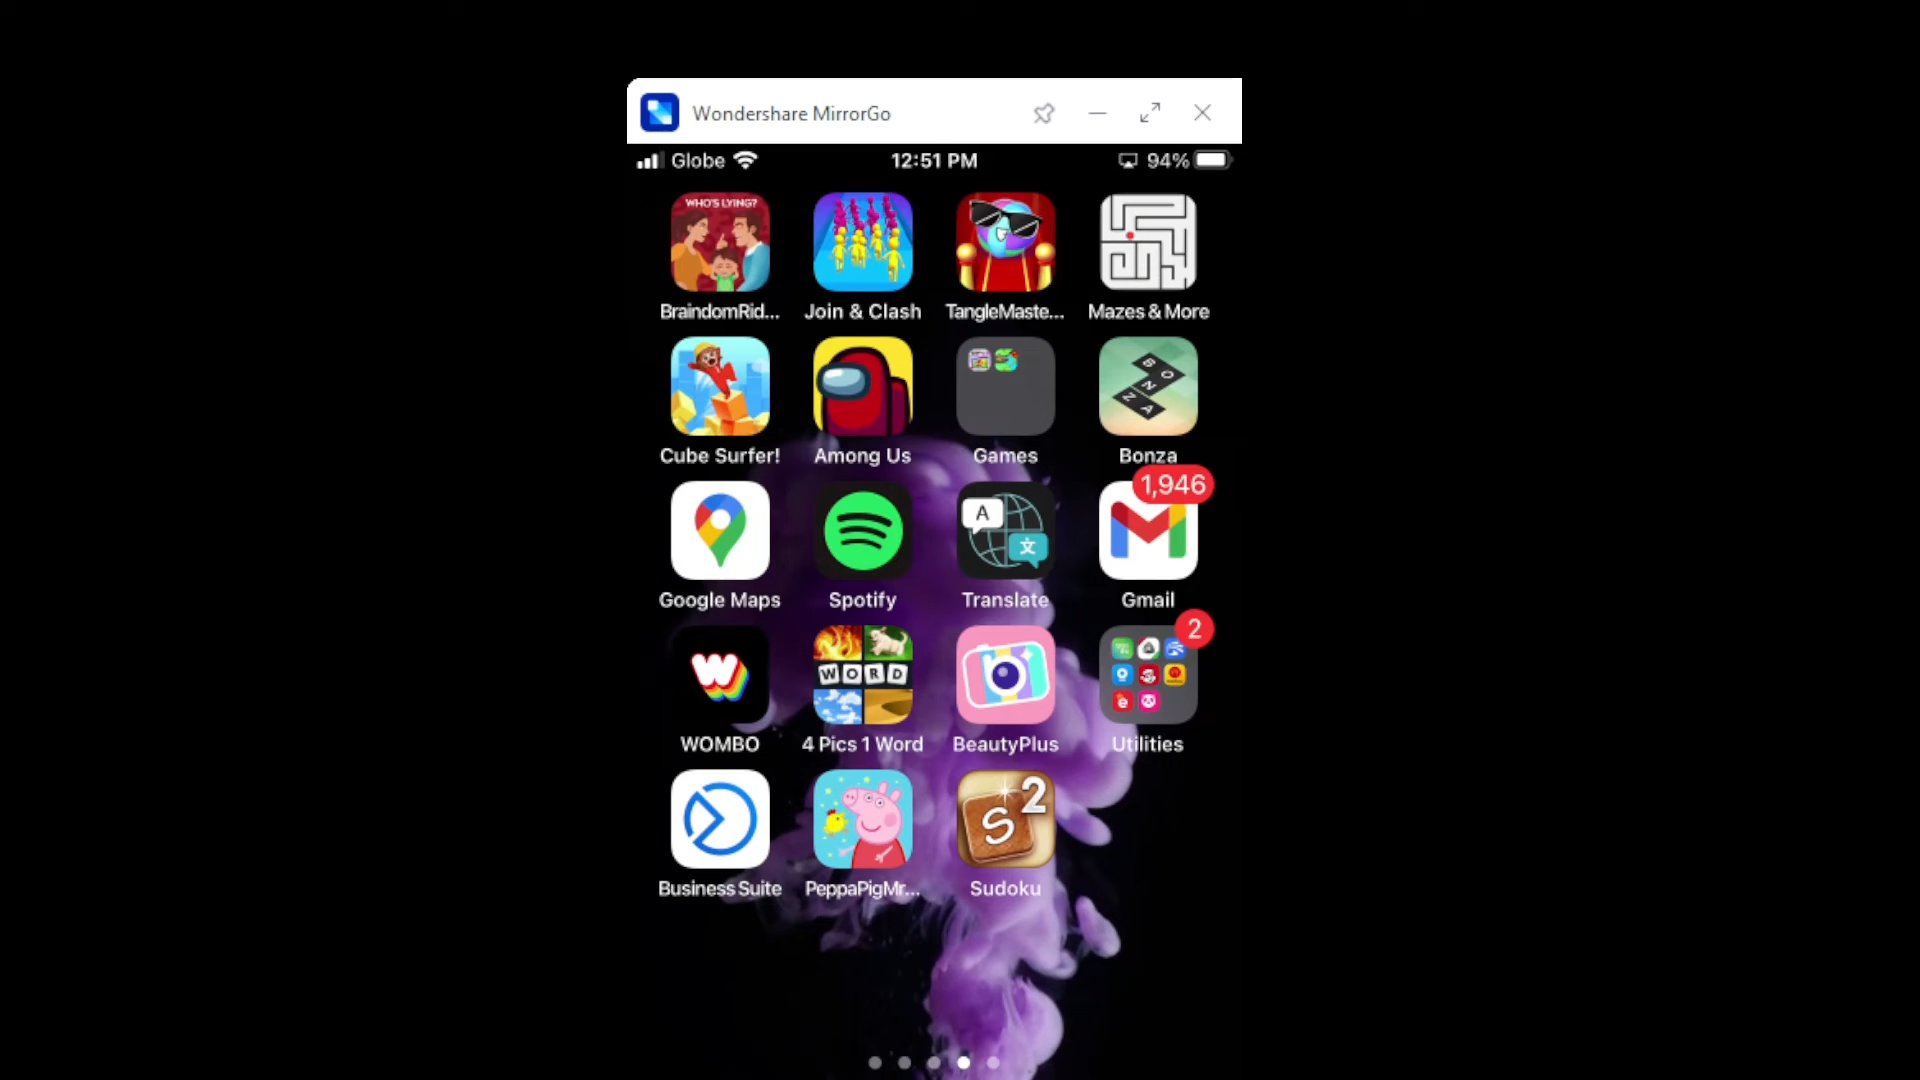 Wondershare MirrorGo
Globe 12:51 PM 94%
WHO'S LYING?
BraindomRid... Join & Clash TangleMaste... Mazes & More
B O
N
Z A
Cube Surfer! Among Us Games Bonza
1,946
A
文
Google Maps Spotify Translate Gmail
2
W
WORD
e
WOMBO 4 Pics 1 Word BeautyPlus Utilities
S 2
Business Suite PeppaPigMr... Sudoku